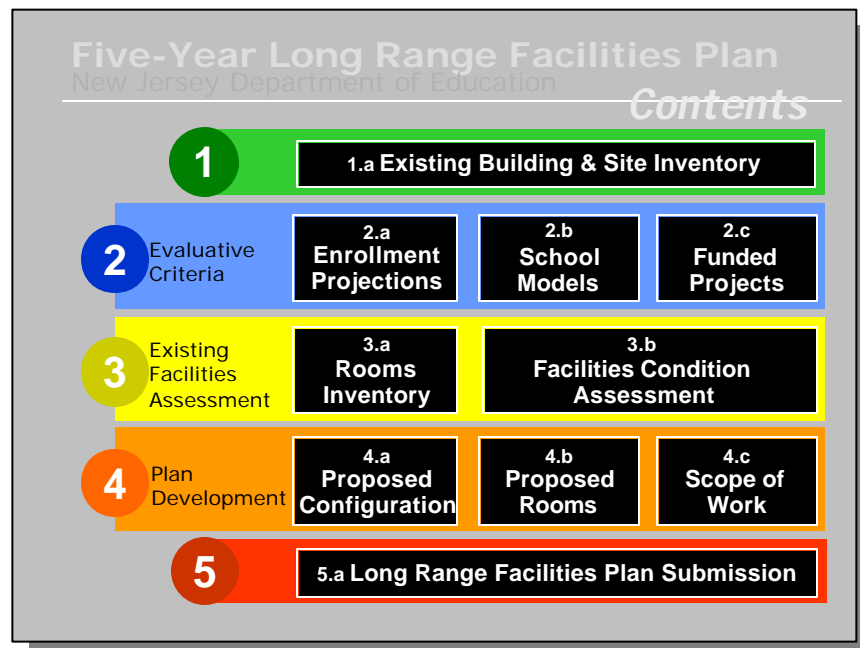 Five-Year Long Range Facilities Plan
New Jersey Department of Education
Contents
1
1.a Existing Building & Site Inventory
2
Evaluative
Criteria
2.a
Enrollment
Projections
2.b
School
Models
2.c
Funded
Projects
3
Existing
Facilities
Assessment
3.a
Rooms
Inventory
3.b
Facilities Condition
Assessment
4
Plan
Development
4.a
Proposed
Configuration
4.b
Proposed
Rooms
4.c
Scope of
Work
5
5.a Long Range Facilities Plan Submission